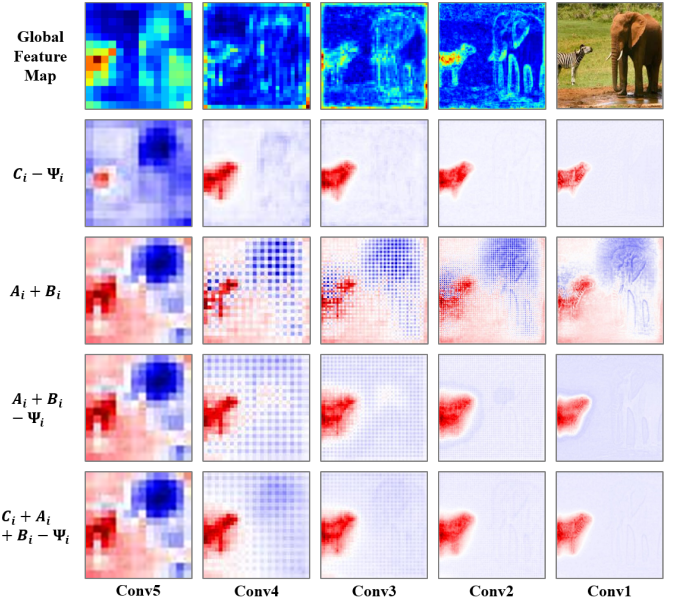 Global
Feature
Map
C_i − Ψ_i
A_i + B_i
A_i + B_i
− Ψ_i
C_i + A_i
+ B_i − Ψ_i
Conv5 Conv4 Conv3 Conv2 Conv1